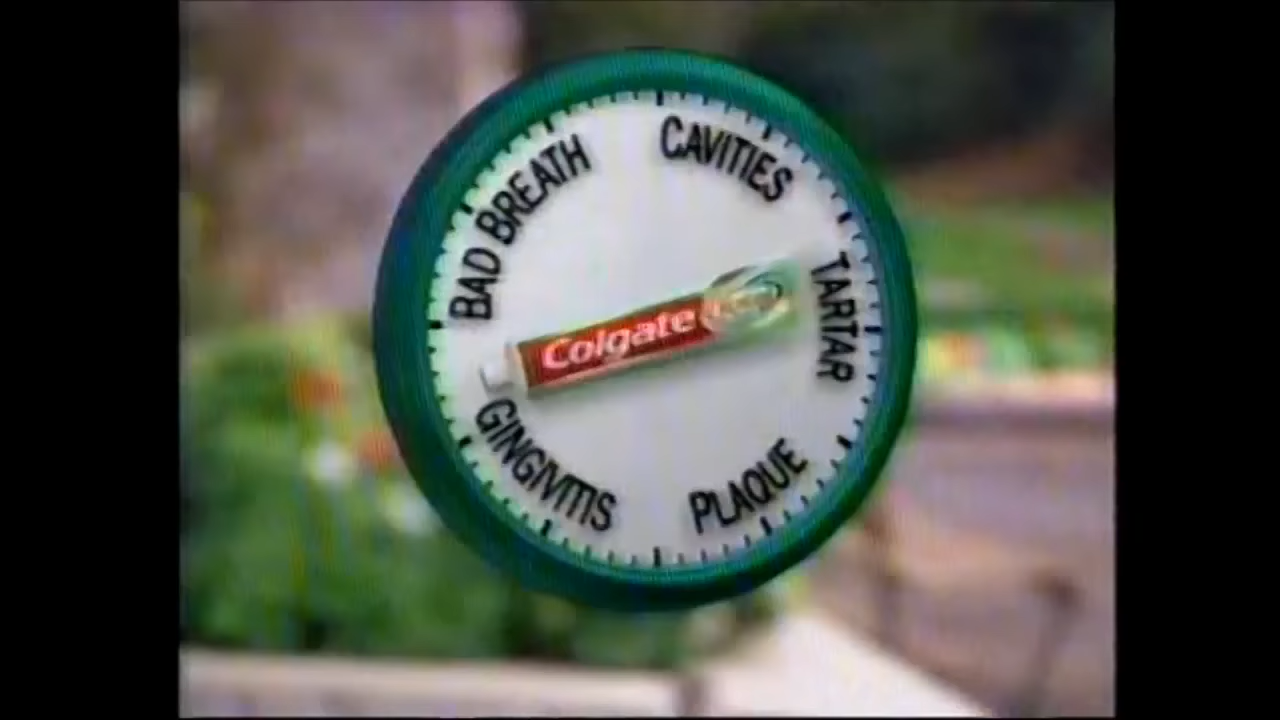 CAVITIES
TARTAR
PLAQUE
GINGIVITIS
BAD BREATH
Colgate